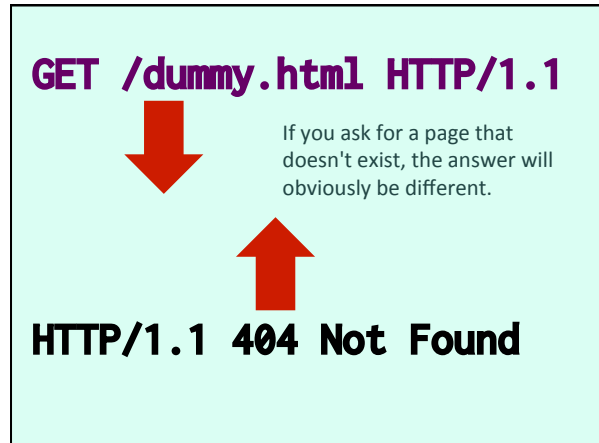 GET /dummy.html HTTP/1.1
If you ask for a page that
doesn't exist, the answer will
obviously be different.
HTTP/1.1 404 Not Found